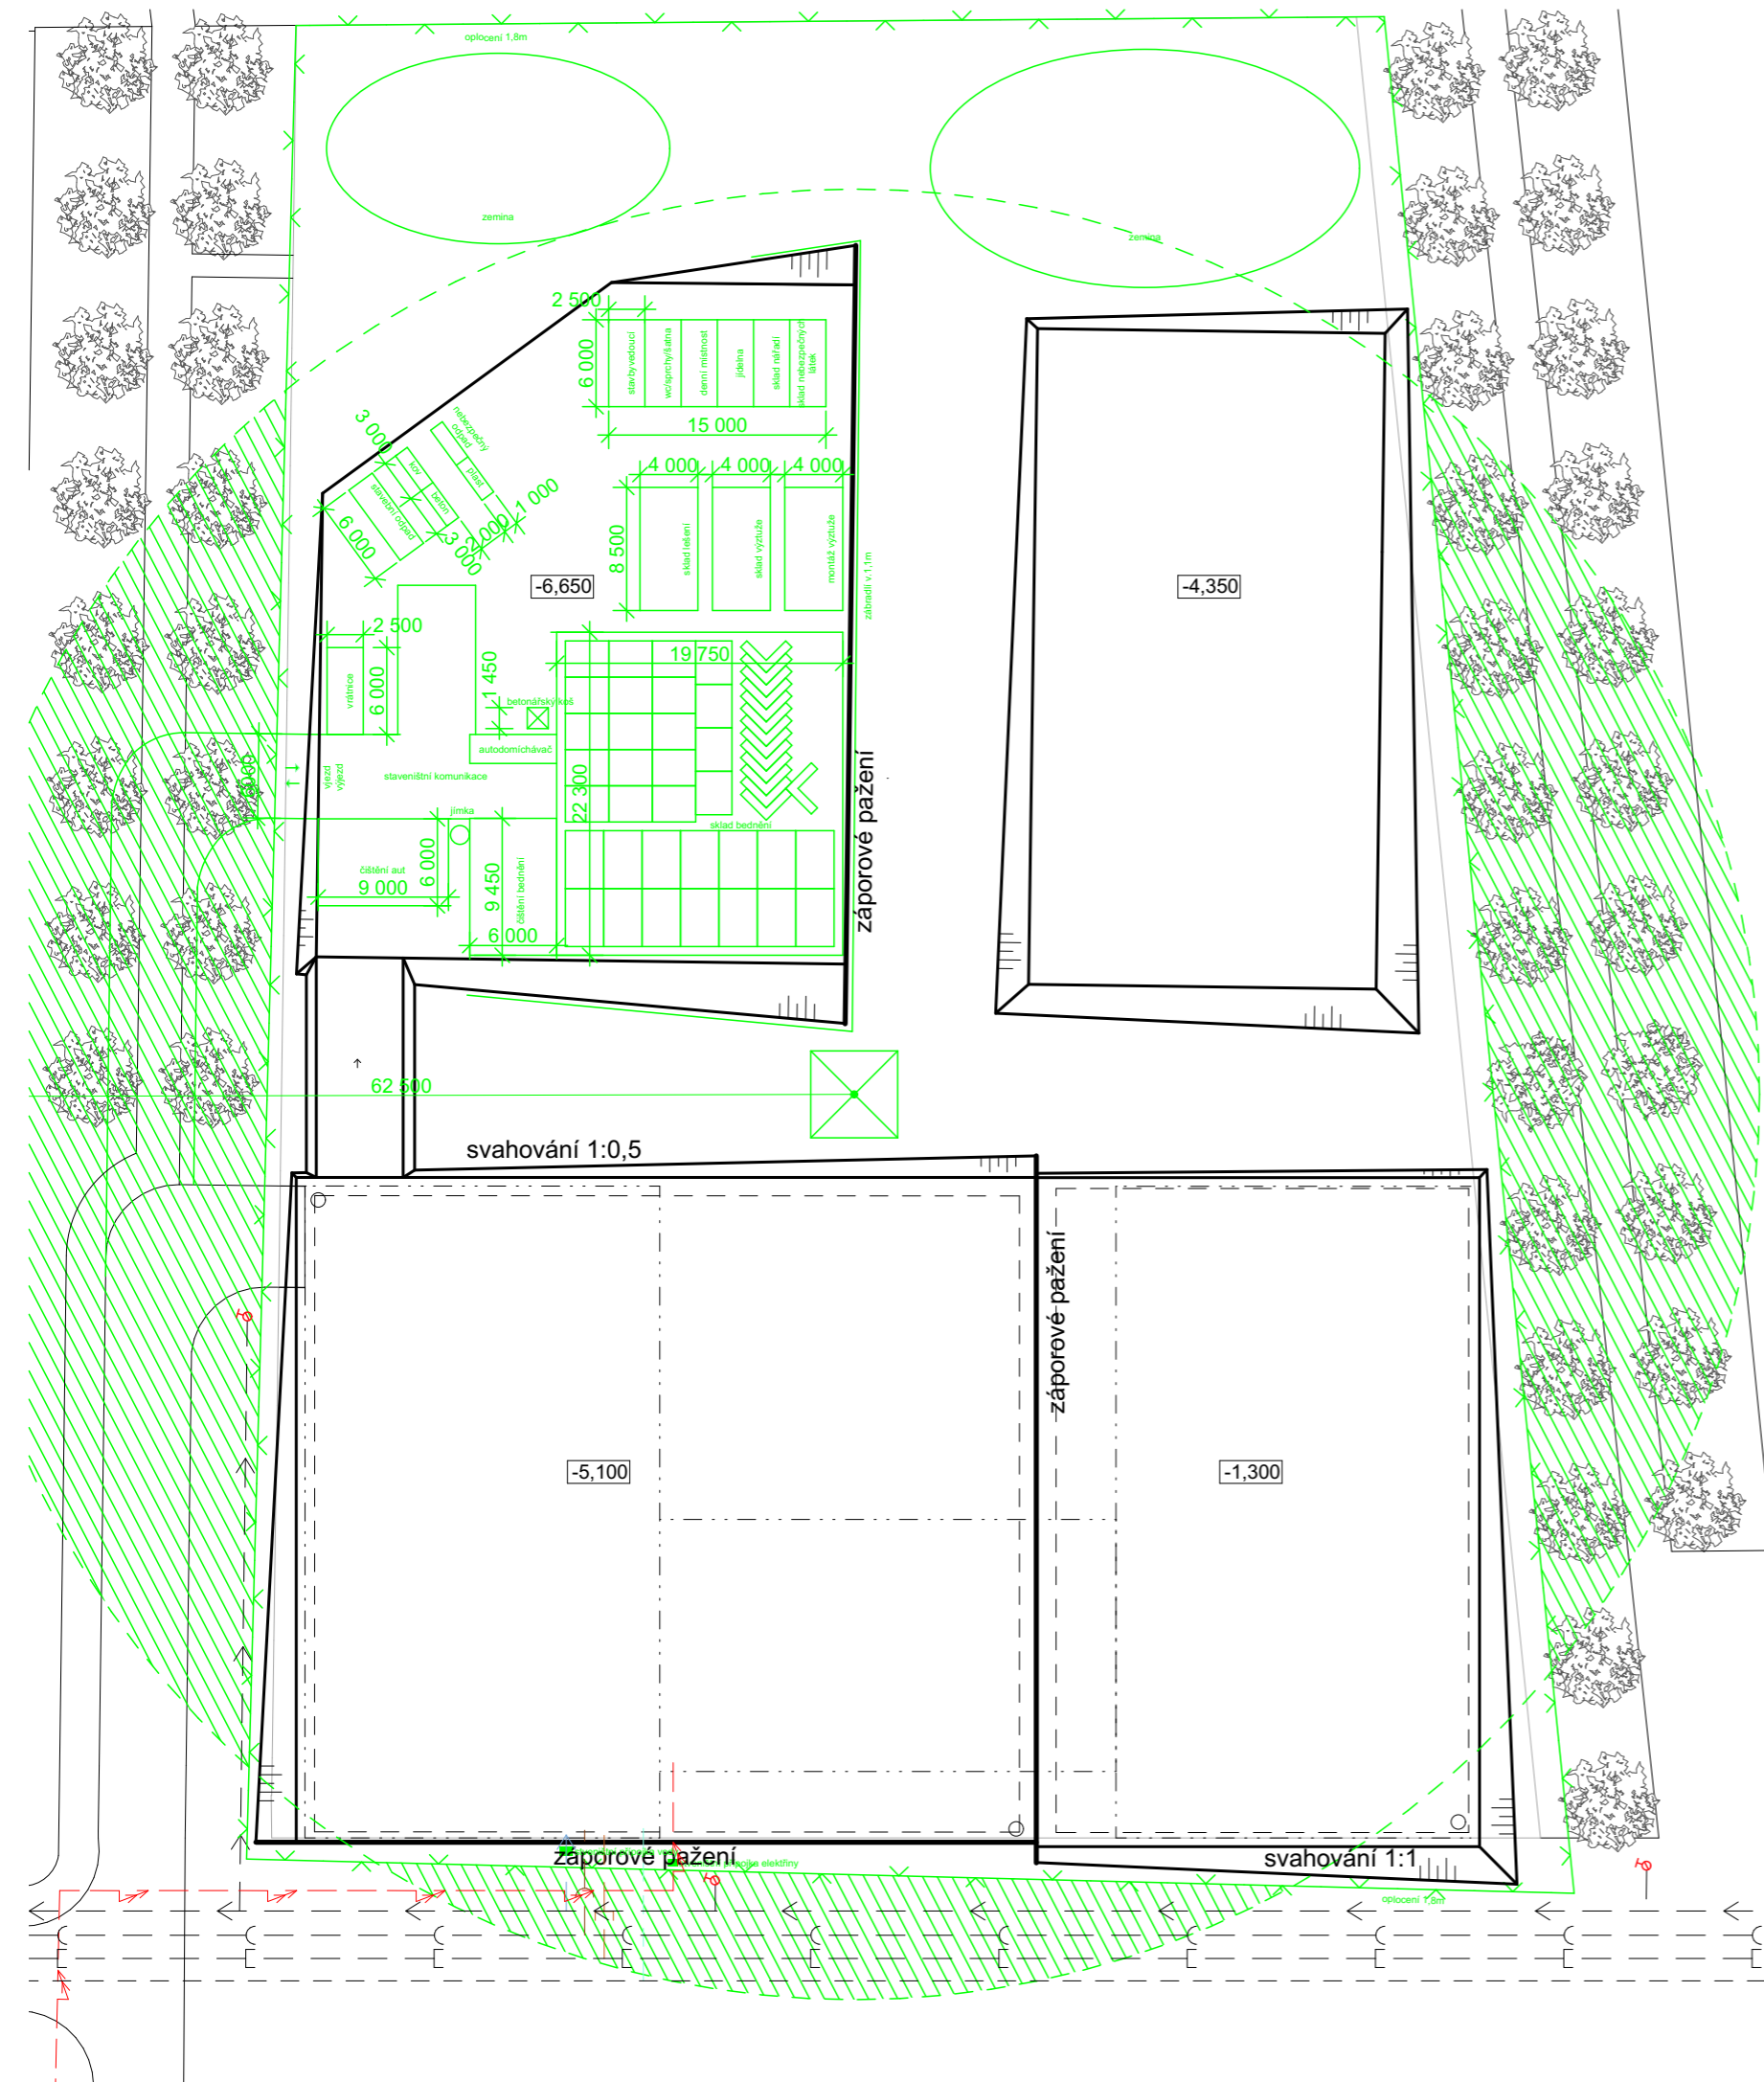 oplocení 1,8m
zemina
zemina
2 500
6 000
stavbyvedoucí
wc/sprchy/šatna
denní místnost
jídelna
sklad nářadí
sklad nebezpečných
látek
15 000
3 000
nebezpečný
odpad
plast
kov
beton
stavební odpad
6 000
3 000
2 000
1 000
4 000
4 000
4 000
8 500
sklad lešení
sklad výztuže
montáž výztuže
zábradlí v.1,1m
-6,650
-4,350
2 500
6 000
vrátnice
1 450
betonářský koš
19 750
autodomíchávač
staveništní komunikace
vjezd
výjezd
22 300
záporové pažení
jímka
sklad bednění
čištění aut
9 000
6 000
9 450
čištění bednění
6 000
62 500
svahování 1:0,5
záporové pažení
-5,100
-1,300
záporové pažení
přípojka elektřiny
svahování 1:1
oplocení 1,8m